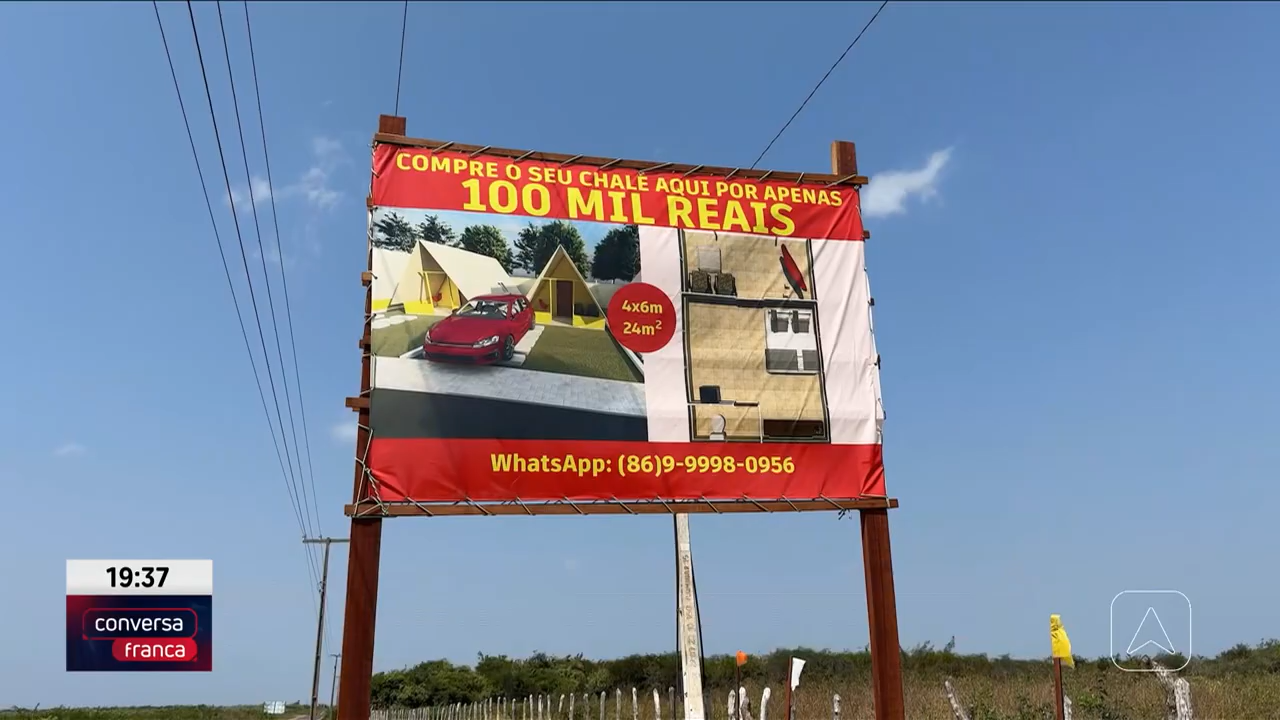 COMPRE O SEU CHALÉ AQUI POR APENAS
100 MIL REAIS
4x6m
24m²
WhatsApp: (86)9-9998-0956
19:37
conversa
franca